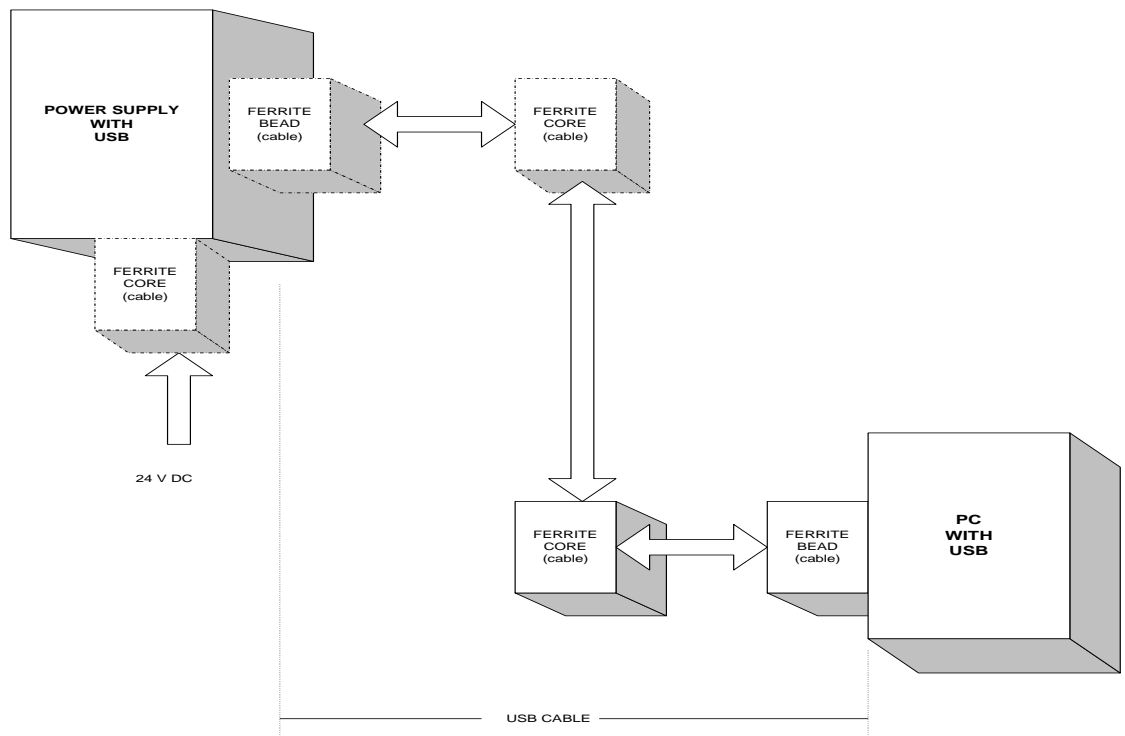 POWER SUPPLY
WITH
USB
FERRITE
BEAD
(cable)
FERRITE
CORE
(cable)
FERRITE
CORE
(cable)
24 V DC
FERRITE
CORE
(cable)
FERRITE
BEAD
(cable)
PC
WITH
USB
USB CABLE